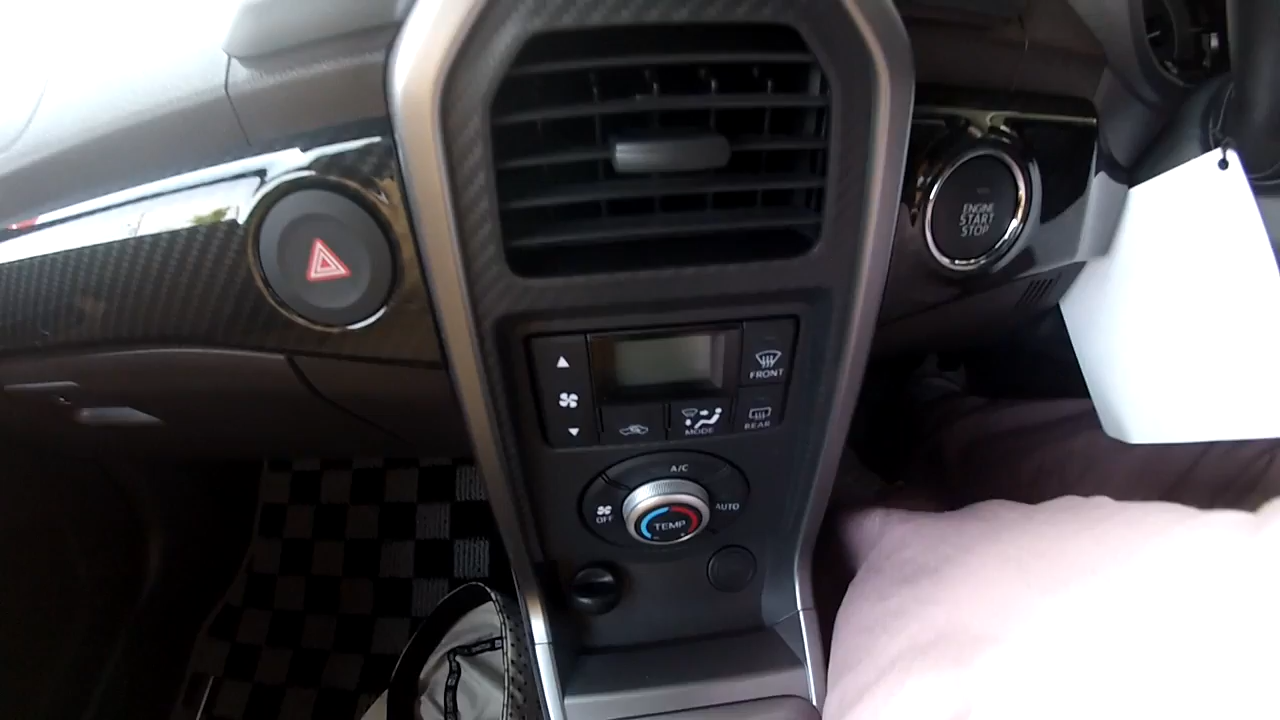 ENGINE
START
STOP
FRONT
MODE
REAR
A/C
AUTO
OFF
TEMP